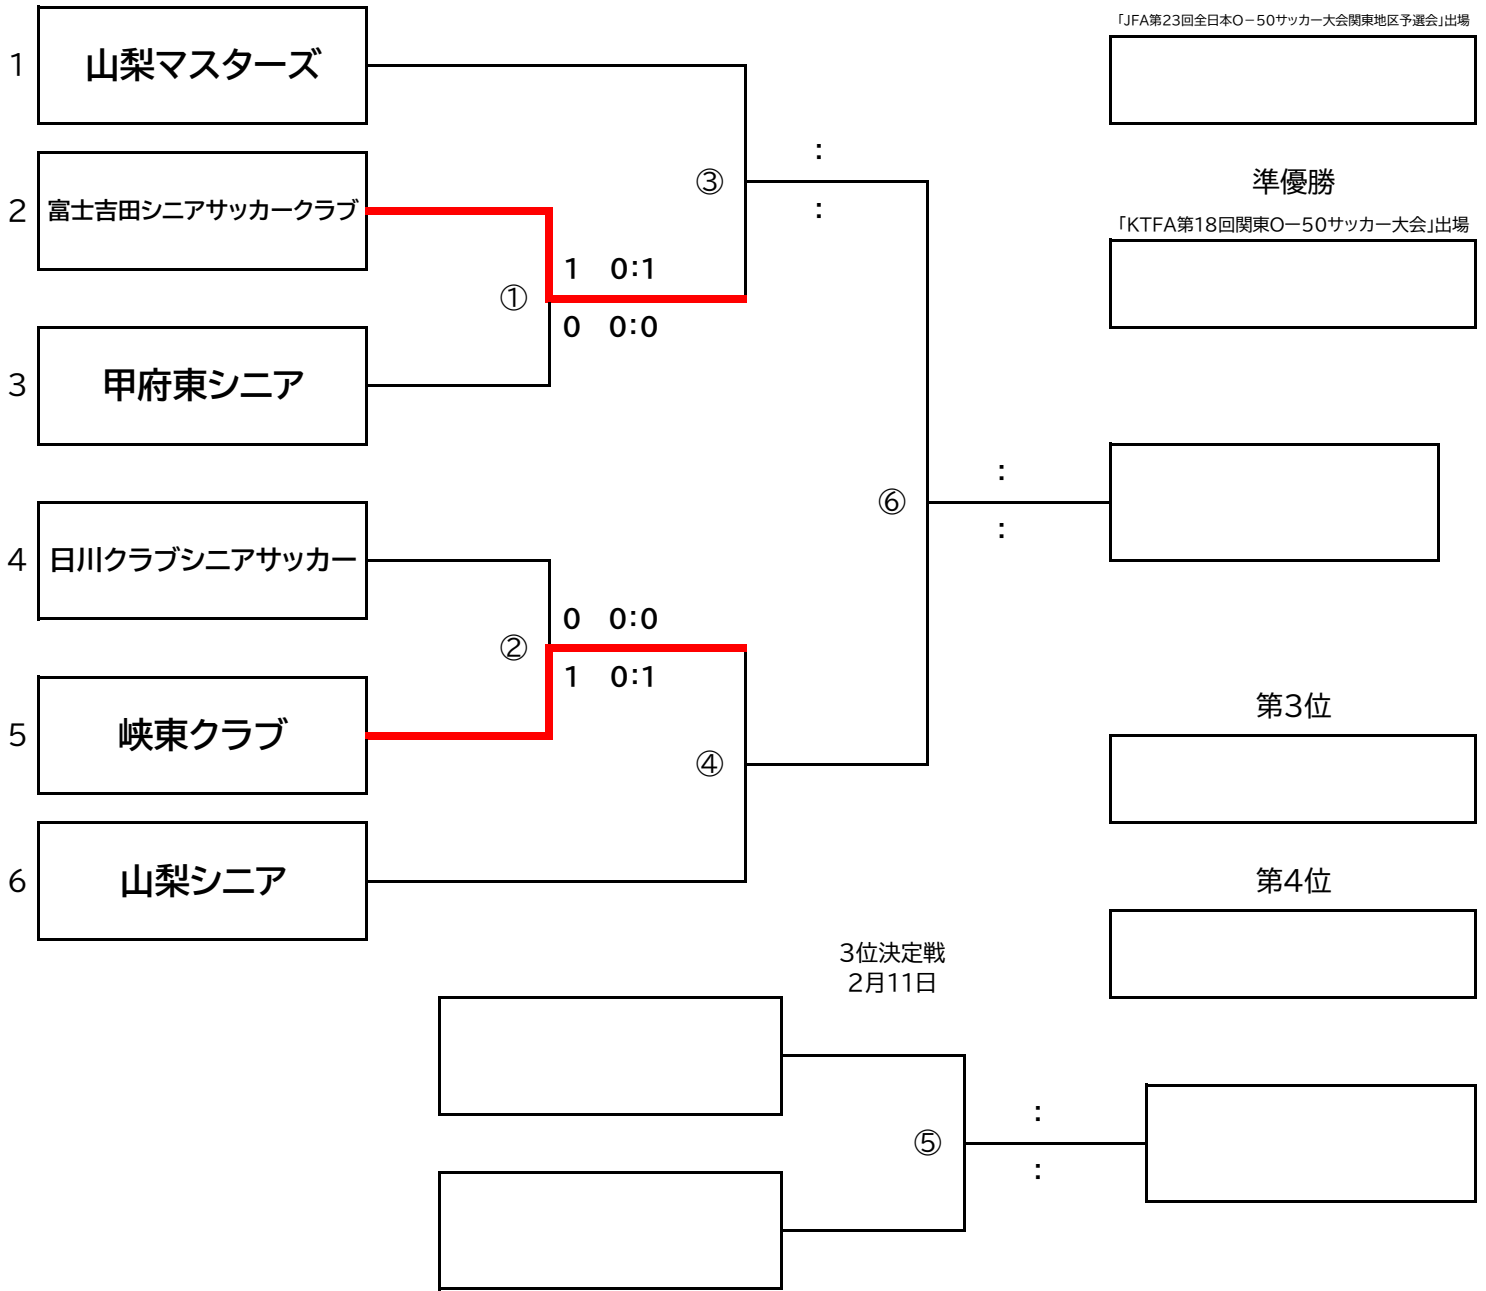 「JFA第23回全日本O－50サッカー大会関東地区予選会」出場
1 山梨マスターズ
:
③
準優勝
:
2 富士吉田シニアサッカークラブ
「KTFA第18回関東O－50サッカー大会」出場
1 0:1
①
0 0:0
3 甲府東シニア
:
⑥
:
4 日川クラブシニアサッカー
0 0:0
②
1 0:1
第3位
5 峡東クラブ
④
6 山梨シニア
第4位
3位決定戦
2月11日
:
⑤
: